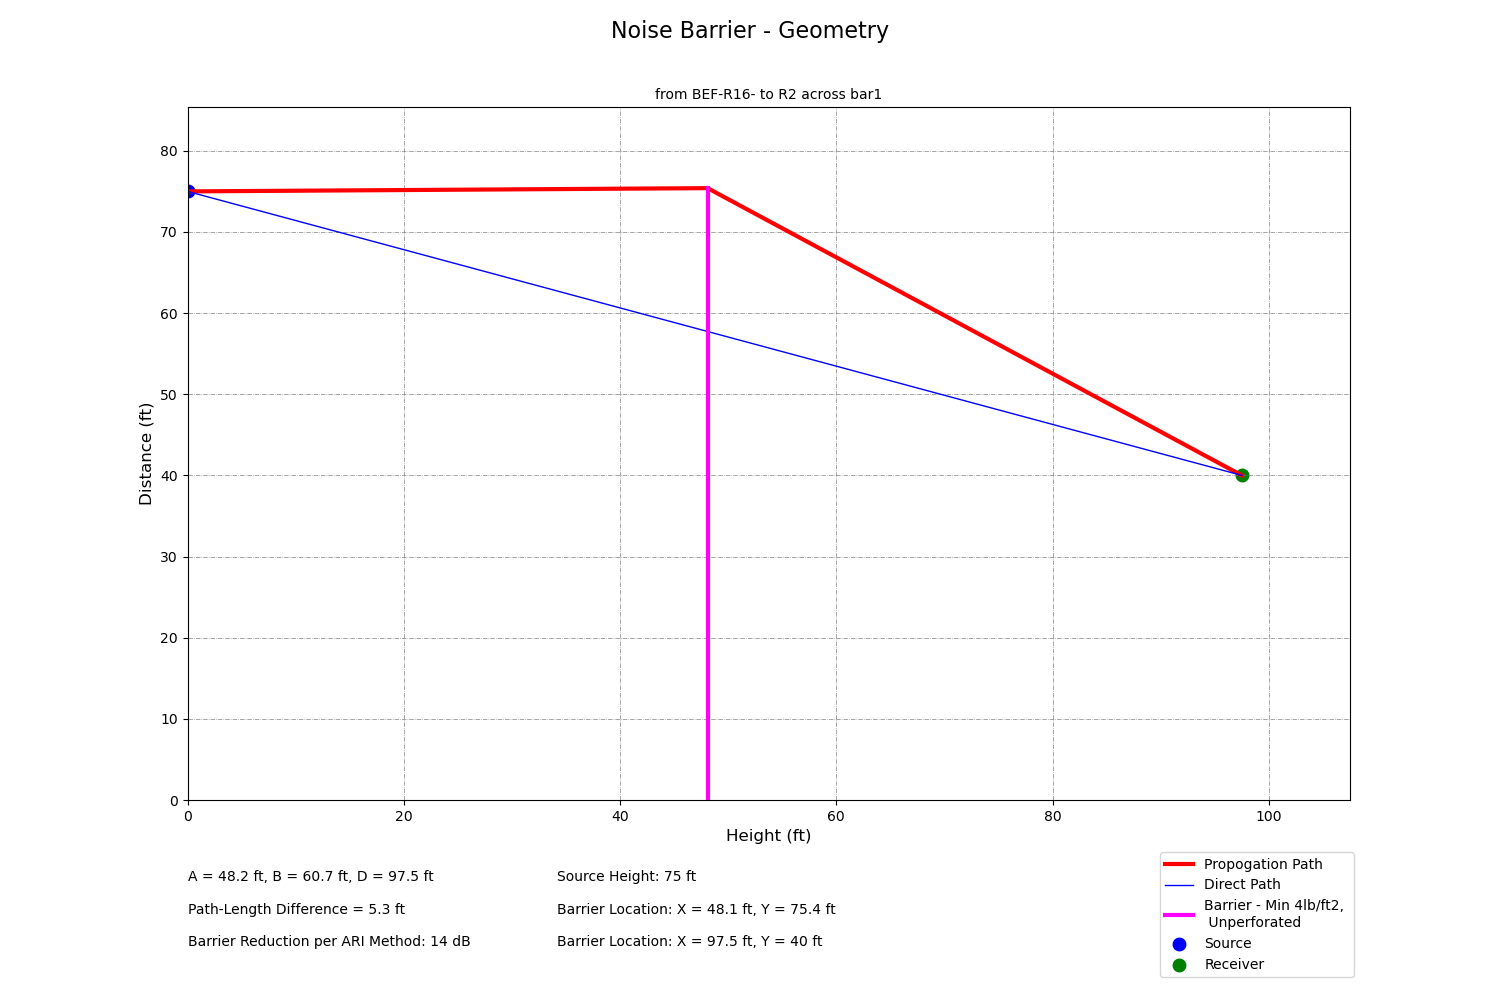 Noise Barrier - Geometry
from BEF-R16- to R2 across bar1
80
70
60
50
40
30
20
10
0
Distance (ft)
0 20 40 60 80 100
Height (ft)
A = 48.2 ft, B = 60.7 ft, D = 97.5 ft
Path-Length Difference = 5.3 ft
Barrier Reduction per ARI Method: 14 dB
Source Height: 75 ft
Barrier Location: X = 48.1 ft, Y = 75.4 ft
Barrier Location: X = 97.5 ft, Y = 40 ft
Propogation Path
Direct Path
Barrier - Min 4lb/ft2,
Unperforated
Source
Receiver